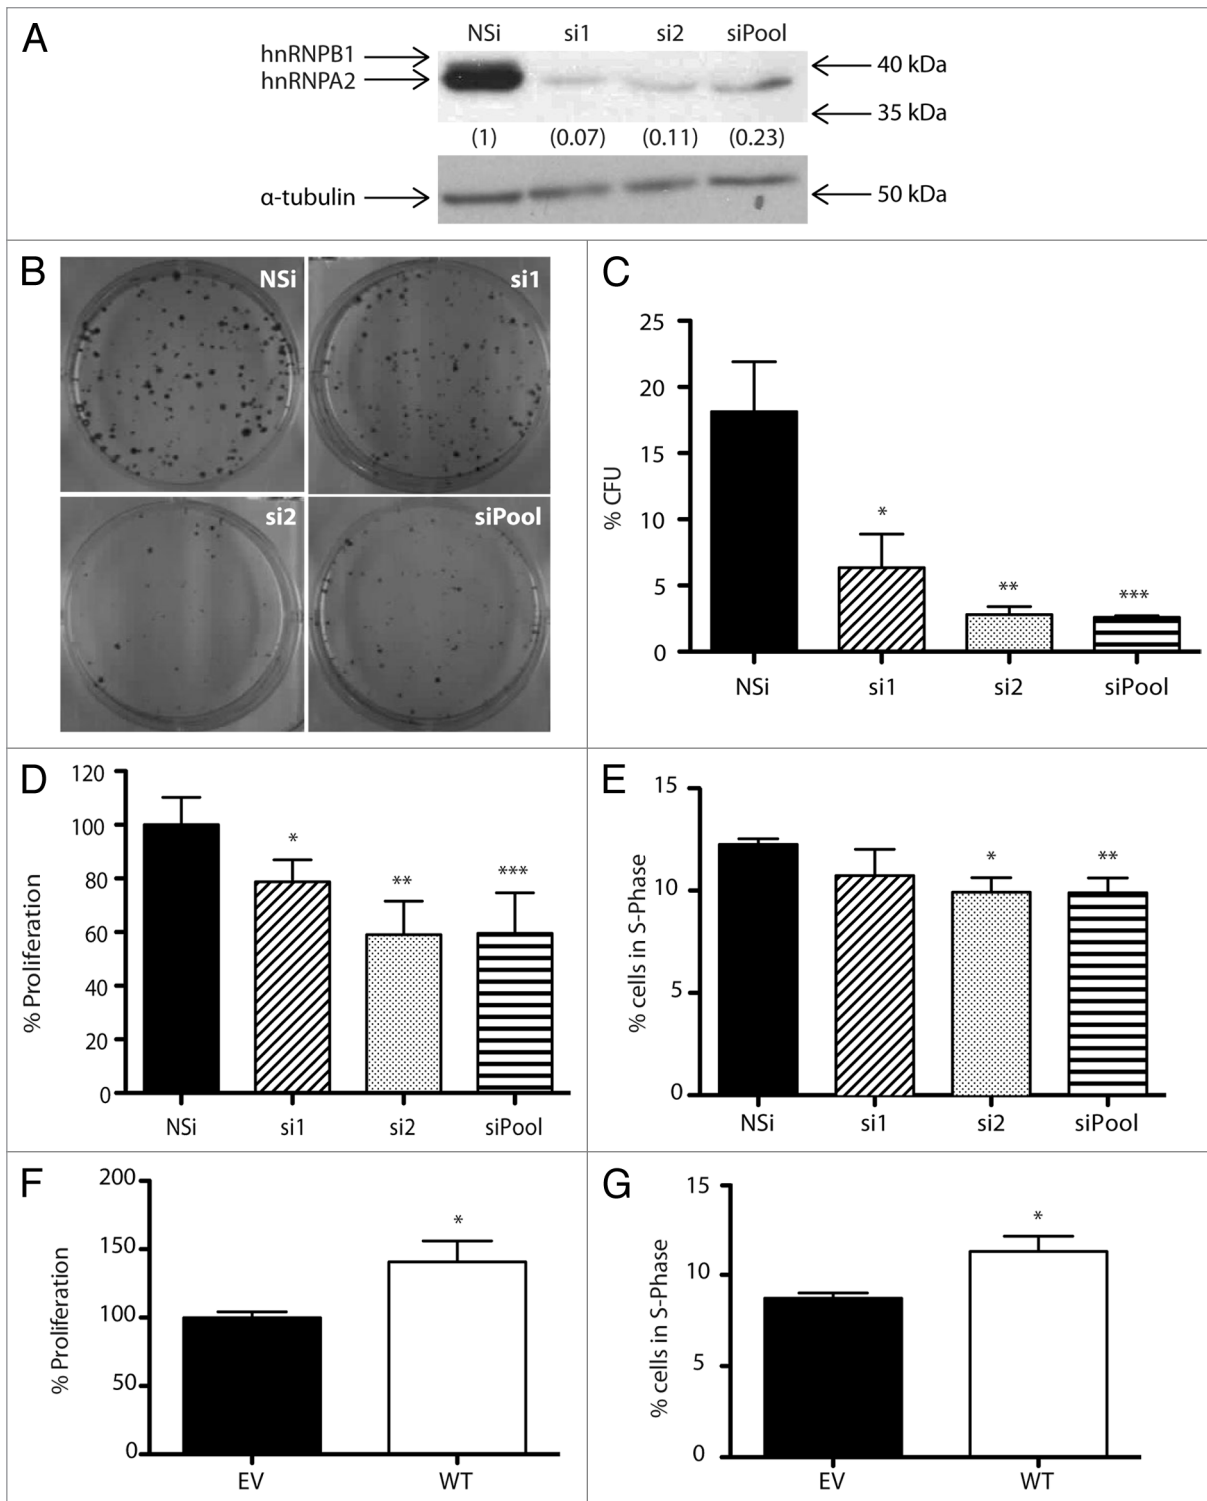 A
NSi si1 si2 siPool
hnRNPB1
hnRNPA2
40 kDa
35 kDa
(1) (0.07) (0.11) (0.23)
α-tubulin
50 kDa
B
NSi
si1
si2
siPool
C
25
20
15
10
5
0
% CFU
*
**
***
NSi si1 si2 siPool
D
120
100
80
60
40
20
0
% Proliferation
*
**
***
NSi si1 si2 siPool
E
15
10
5
0
% cells in S-Phase
*
**
NSi si1 si2 siPool
F
200
150
100
50
0
% Proliferation
*
EV WT
G
15
10
5
0
% cells in S-Phase
*
EV WT